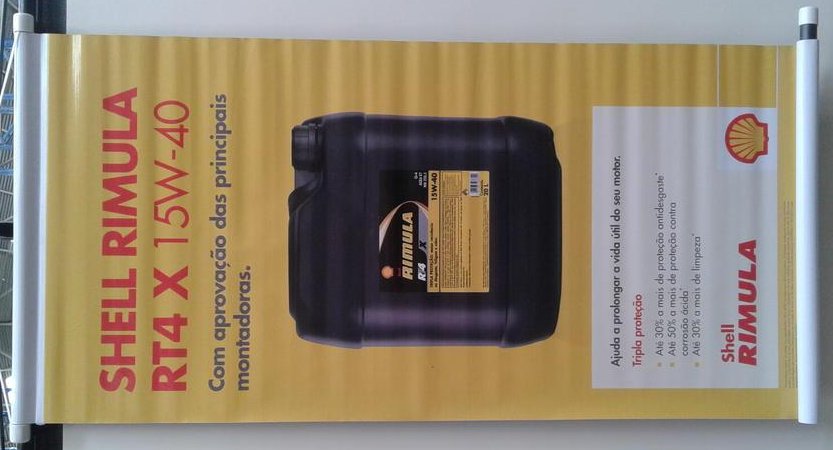 SHELL RIMULA
RT4 X 15W-40
Com aprovação das principais
montadoras.
Shell
RIMULA
R4 X
15W-40
20 L
Ajuda a prolongar a vida útil do seu motor.
Tripla proteção
• Até 30% a mais de proteção antidesgaste*
• Até 50% a mais de proteção contra
corrosão ácida*
• Até 30% a mais de limpeza*
Shell
RIMULA